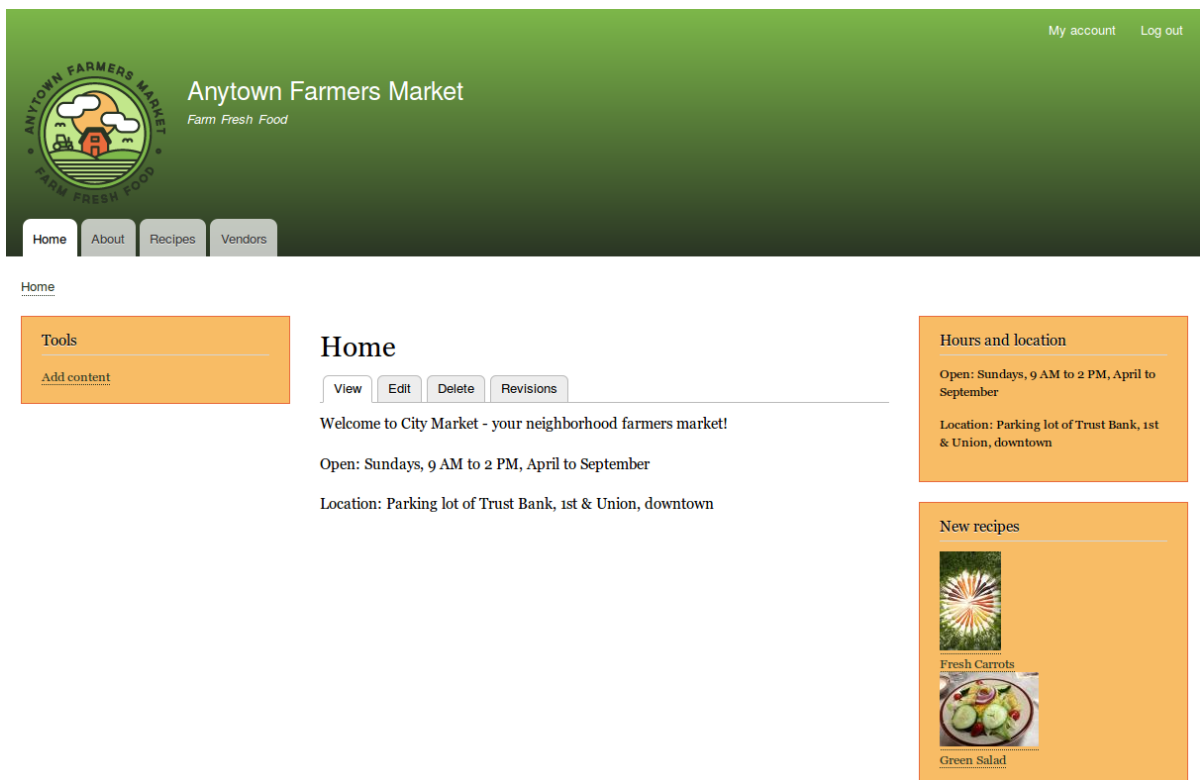 My account Log out
ANYTOWN FARMERS MARKET
FARM FRESH FOOD
Anytown Farmers Market
Farm Fresh Food
Home About Recipes Vendors
Home
Tools
Add content
Home
View Edit Delete Revisions
Welcome to City Market - your neighborhood farmers market!
Open: Sundays, 9 AM to 2 PM, April to September
Location: Parking lot of Trust Bank, 1st & Union, downtown
Hours and location
Open: Sundays, 9 AM to 2 PM, April to
September
Location: Parking lot of Trust Bank, 1st
& Union, downtown
New recipes
Fresh Carrots
Green Salad